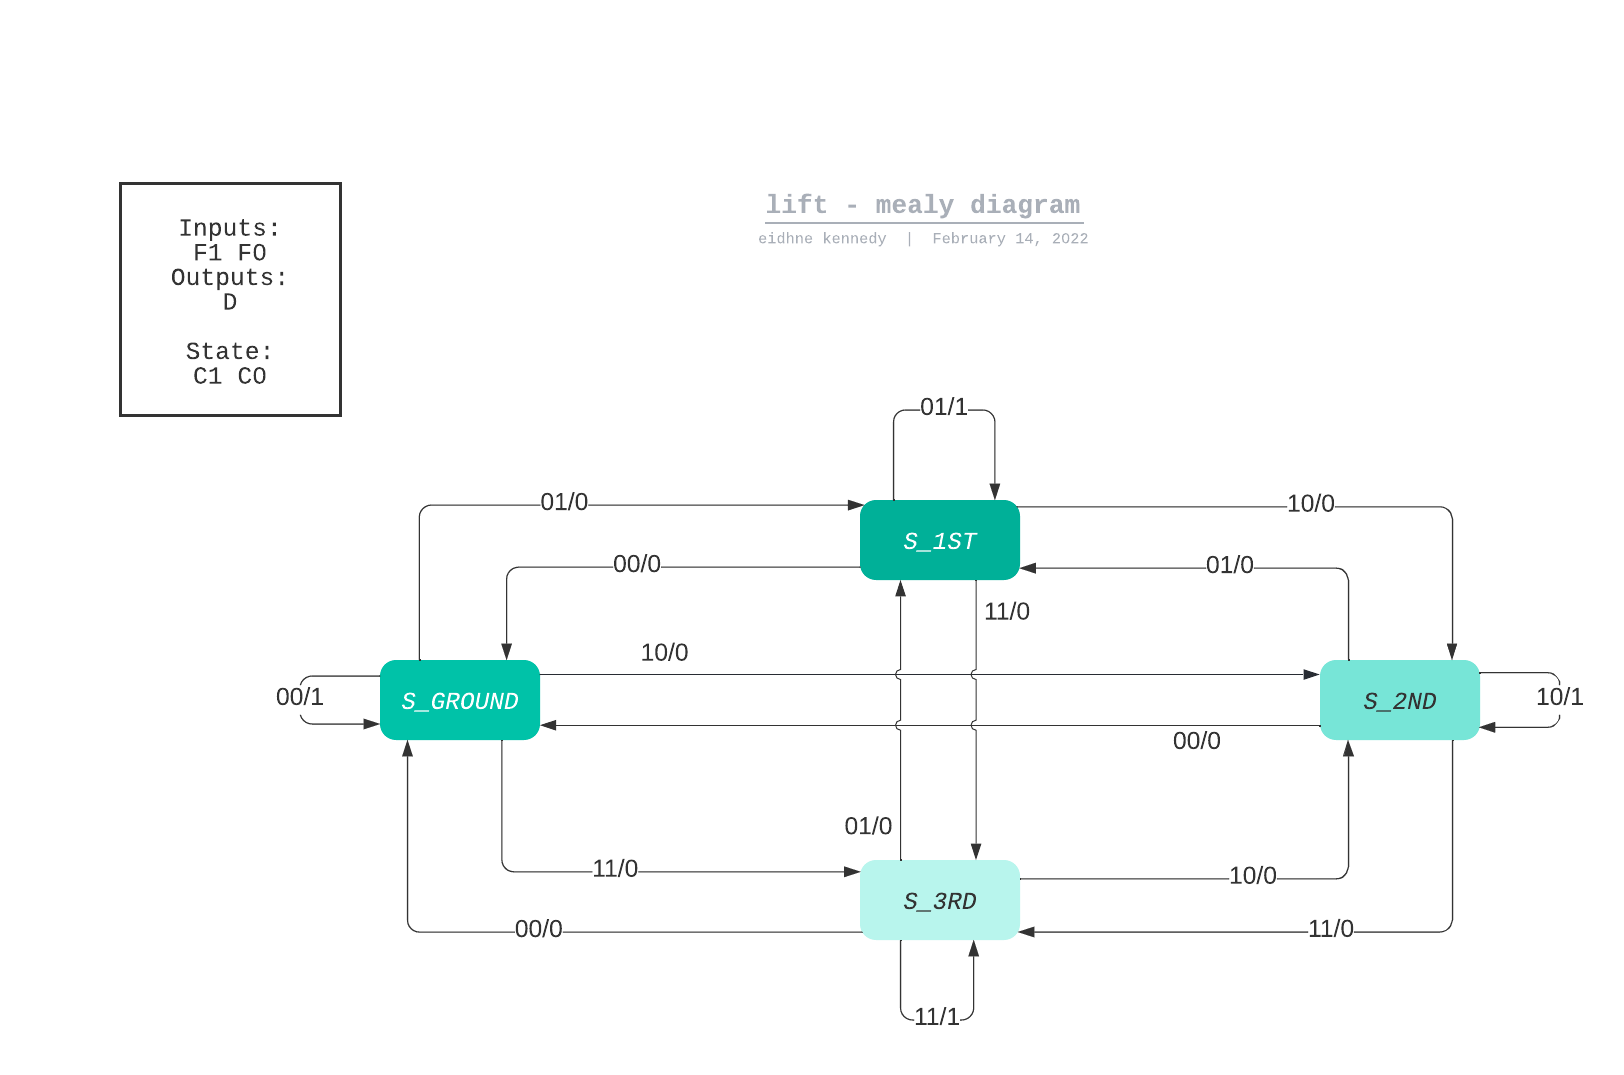 lift - mealy diagram
eidhne kennedy | February 14, 2022
Inputs:
F1 F0
Outputs:
D
State:
C1 C0
01/1
01/0
10/0
S_1ST
00/0
01/0
11/0
10/0
00/1
S_GROUND
S_2ND
10/1
00/0
01/0
11/0
10/0
S_3RD
00/0
11/0
11/1